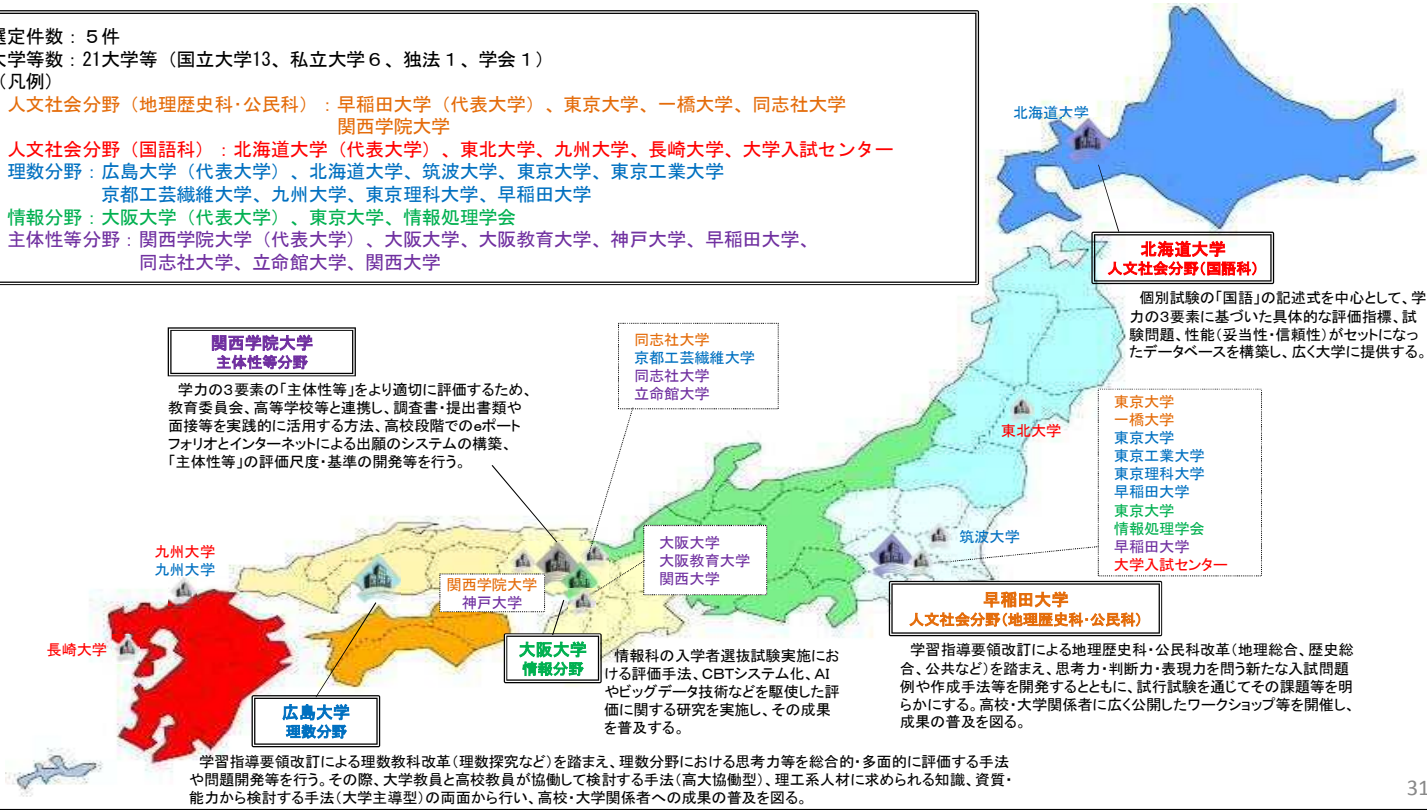 選定件数：５件
大学等数：21大学等（国立大学13、私立大学６、独法１、学会１）
（凡例）
人文社会分野（地理歴史科・公民科）：早稲田大学（代表大学）、東京大学、一橋大学、同志社大学
関西学院大学
人文社会分野（国語科）：北海道大学（代表大学）、東北大学、九州大学、長崎大学、大学入試センター
理数分野：広島大学（代表大学）、北海道大学、筑波大学、東京大学、東京工業大学
京都工芸繊維大学、九州大学、東京理科大学、早稲田大学
情報分野：大阪大学（代表大学）、東京大学、情報処理学会
主体性等分野：関西学院大学（代表大学）、大阪大学、大阪教育大学、神戸大学、早稲田大学、
同志社大学、立命館大学、関西大学
北海道大学
北海道大学
人文社会分野（国語科）
個別試験の「国語」の記述式を中心として、学
力の３要素に基づいた具体的な評価指標、試
験問題、性能（妥当性・信頼性）がセットになっ
たデータベースを構築し、広く大学に提供する。
関西学院大学
主体性等分野
学力の３要素の「主体性等」をより適切に評価するため、
教育委員会、高等学校等と連携し、調査書・提出書類や
面接等を実践的に活用する方法、高校段階でのｅポート
フォリオとインターネットによる出願のシステムの構築、
「主体性等」の評価尺度・基準の開発等を行う。
同志社大学
京都工芸繊維大学
同志社大学
立命館大学
東北大学
東京大学
一橋大学
東京大学
東京工業大学
東京理科大学
早稲田大学
東京大学
情報処理学会
早稲田大学
大学入試センター
筑波大学
大阪大学
大阪教育大学
関西大学
九州大学
九州大学
関西学院大学
神戸大学
長崎大学
早稲田大学
人文社会分野（地理歴史科・公民科）
学習指導要領改訂による地理歴史科・公民科改革（地理総合、歴史総
合、公共など）を踏まえ、思考力・判断力・表現力を問う新たな入試問題
例や作成手法等を開発するとともに、試行試験を通じてその課題等を明
らかにする。高校・大学関係者に広く公開したワークショップ等を開催し、
成果の普及を図る。
大阪大学
情報分野
情報科の入学者選抜試験実施にお
ける評価手法、CBTシステム化、AI
やビッグデータ技術などを駆使した評
価に関する研究を実施し、その成果
を普及する。
広島大学
理数分野
学習指導要領改訂による理数教科改革（理数探究など）を踏まえ、理数分野における思考力等を総合的・多面的に評価する手法
や問題開発等を行う。その際、大学教員と高校教員が協働して検討する手法（高大協働型）、理工系人材に求められる知識、資質・
能力から検討する手法（大学主導型）の両面から行い、高校・大学関係者への成果の普及を図る。
31